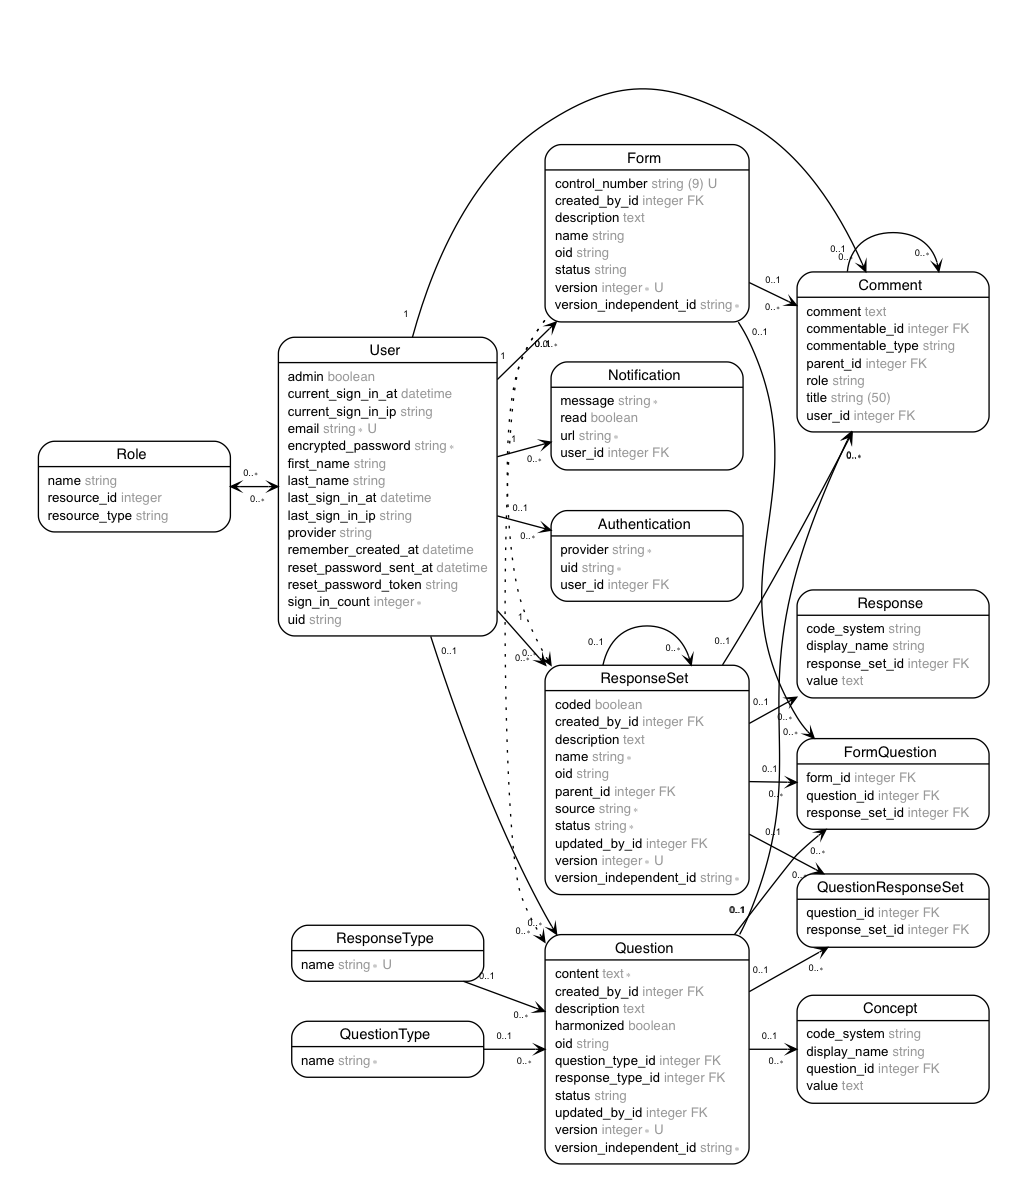 Form
control_number string (9) U
created_by_id integer FK
description text
name string
oid string
status string
version integer∗ U
version_independent_id string∗
Comment
comment text
commentable_id integer FK
commentable_type string
parent_id integer FK
role string
title string (50)
user_id integer FK
User
admin boolean
current_sign_in_at datetime
current_sign_in_ip string
email string∗ U
encrypted_password string∗
first_name string
last_name string
last_sign_in_at datetime
last_sign_in_ip string
provider string
remember_created_at datetime
reset_password_sent_at datetime
reset_password_token string
sign_in_count integer∗
uid string
Notification
message string∗
read boolean
url string∗
user_id integer FK
Role
name string
resource_id integer
resource_type string
Authentication
provider string∗
uid string∗
user_id integer FK
Response
code_system string
display_name string
response_set_id integer FK
value text
ResponseSet
coded boolean
created_by_id integer FK
description text
name string∗
oid string
parent_id integer FK
source string∗
status string∗
updated_by_id integer FK
version integer∗ U
version_independent_id string∗
FormQuestion
form_id integer FK
question_id integer FK
response_set_id integer FK
QuestionResponseSet
question_id integer FK
response_set_id integer FK
ResponseType
name string∗ U
QuestionType
name string∗
Question
content text∗
created_by_id integer FK
description text
harmonized boolean
oid string
question_type_id integer FK
response_type_id integer FK
status string
updated_by_id integer FK
version integer∗ U
version_independent_id string∗
Concept
code_system string
display_name string
question_id integer FK
value text
1
0..1
0..∗
0..∗
0..1
0..∗
0..1
1
1
0..∗
0..∗
0..∗
0..1
0..∗
0..∗
1
0..∗
0..1
0..∗
0..1
0..1
0..1
0..∗
0..∗
0..1
0..∗
0..1
0..∗
0..∗
0..1
0..1
0..∗
0..∗
0..1
0..∗
0..1
0..∗
0..1
0..∗